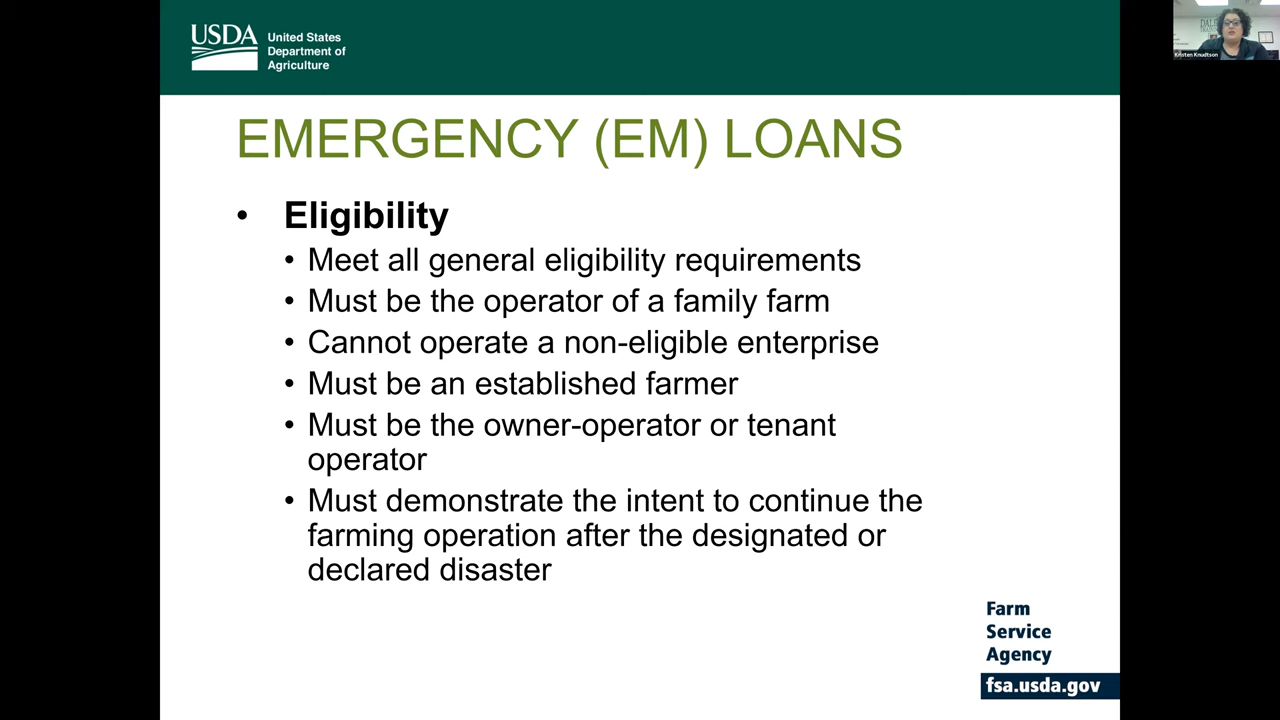 USDA
United States
Department of
Agriculture
Kristen Knudtson
EMERGENCY (EM) LOANS
• Eligibility
• Meet all general eligibility requirements
• Must be the operator of a family farm
• Cannot operate a non-eligible enterprise
• Must be an established farmer
• Must be the owner-operator or tenant
operator
• Must demonstrate the intent to continue the
farming operation after the designated or
declared disaster
Farm
Service
Agency
fsa.usda.gov